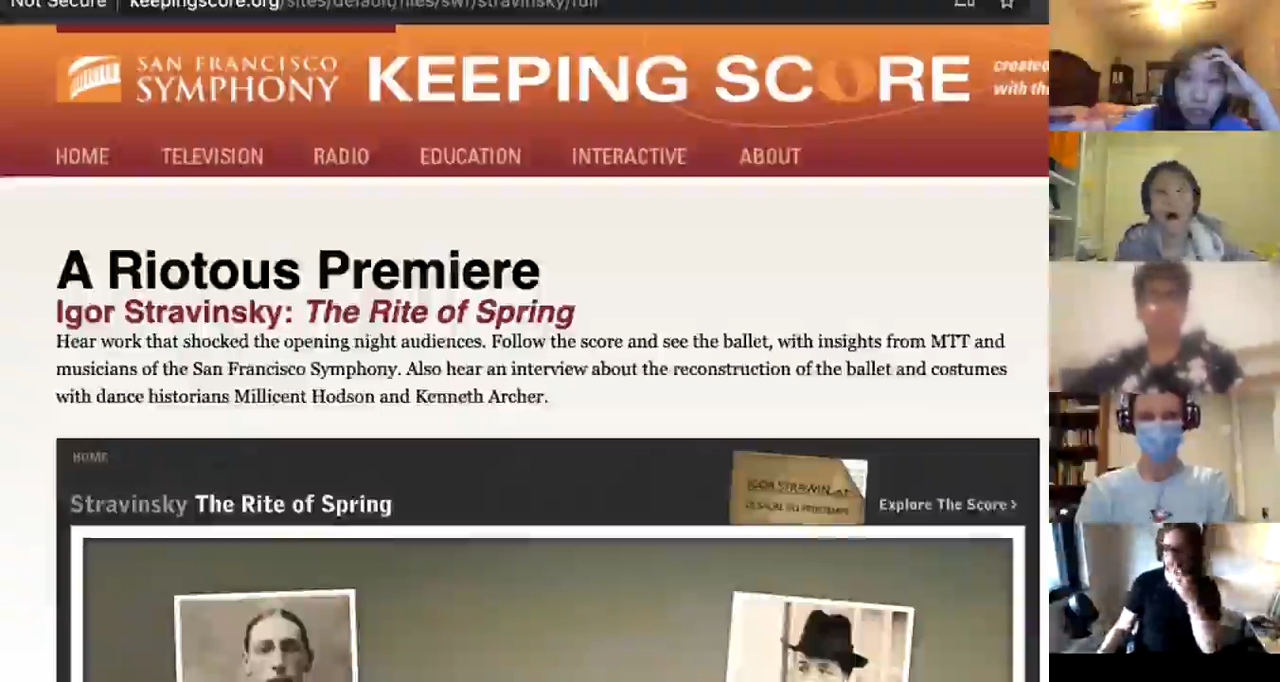 Not Secure | keepingscore.org/sites/default/files/swf/stravinsky/full
SAN FRANCISCO
SYMPHONY
KEEPING SCORE
created
with the
HOME TELEVISION RADIO EDUCATION INTERACTIVE ABOUT
A Riotous Premiere
Igor Stravinsky: The Rite of Spring
Hear work that shocked the opening night audiences. Follow the score and see the ballet, with insights from MTT and
musicians of the San Francisco Symphony. Also hear an interview about the reconstruction of the ballet and costumes
with dance historians Millicent Hodson and Kenneth Archer.
HOME
Stravinsky The Rite of Spring
IGOR STRAWINSKY
Explore The Score >